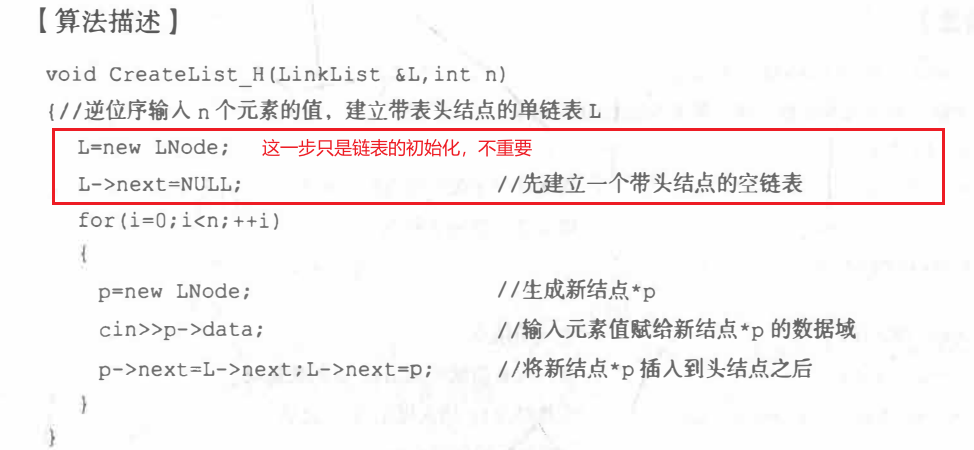 【算法描述】
void CreateList_H(LinkList &L,int n)
{//逆位序输入 n 个元素的值，建立带表头结点的单链表 L
L=new LNode; 这一步只是链表的初始化，不重要
L->next=NULL; //先建立一个带头结点的空链表
for(i=0;i<n;++i)
{
p=new LNode; //生成新结点*p
cin>>p->data; //输入元素值赋给新结点*p 的数据域
p->next=L->next;L->next=p; //将新结点*p 插入到头结点之后
}
}